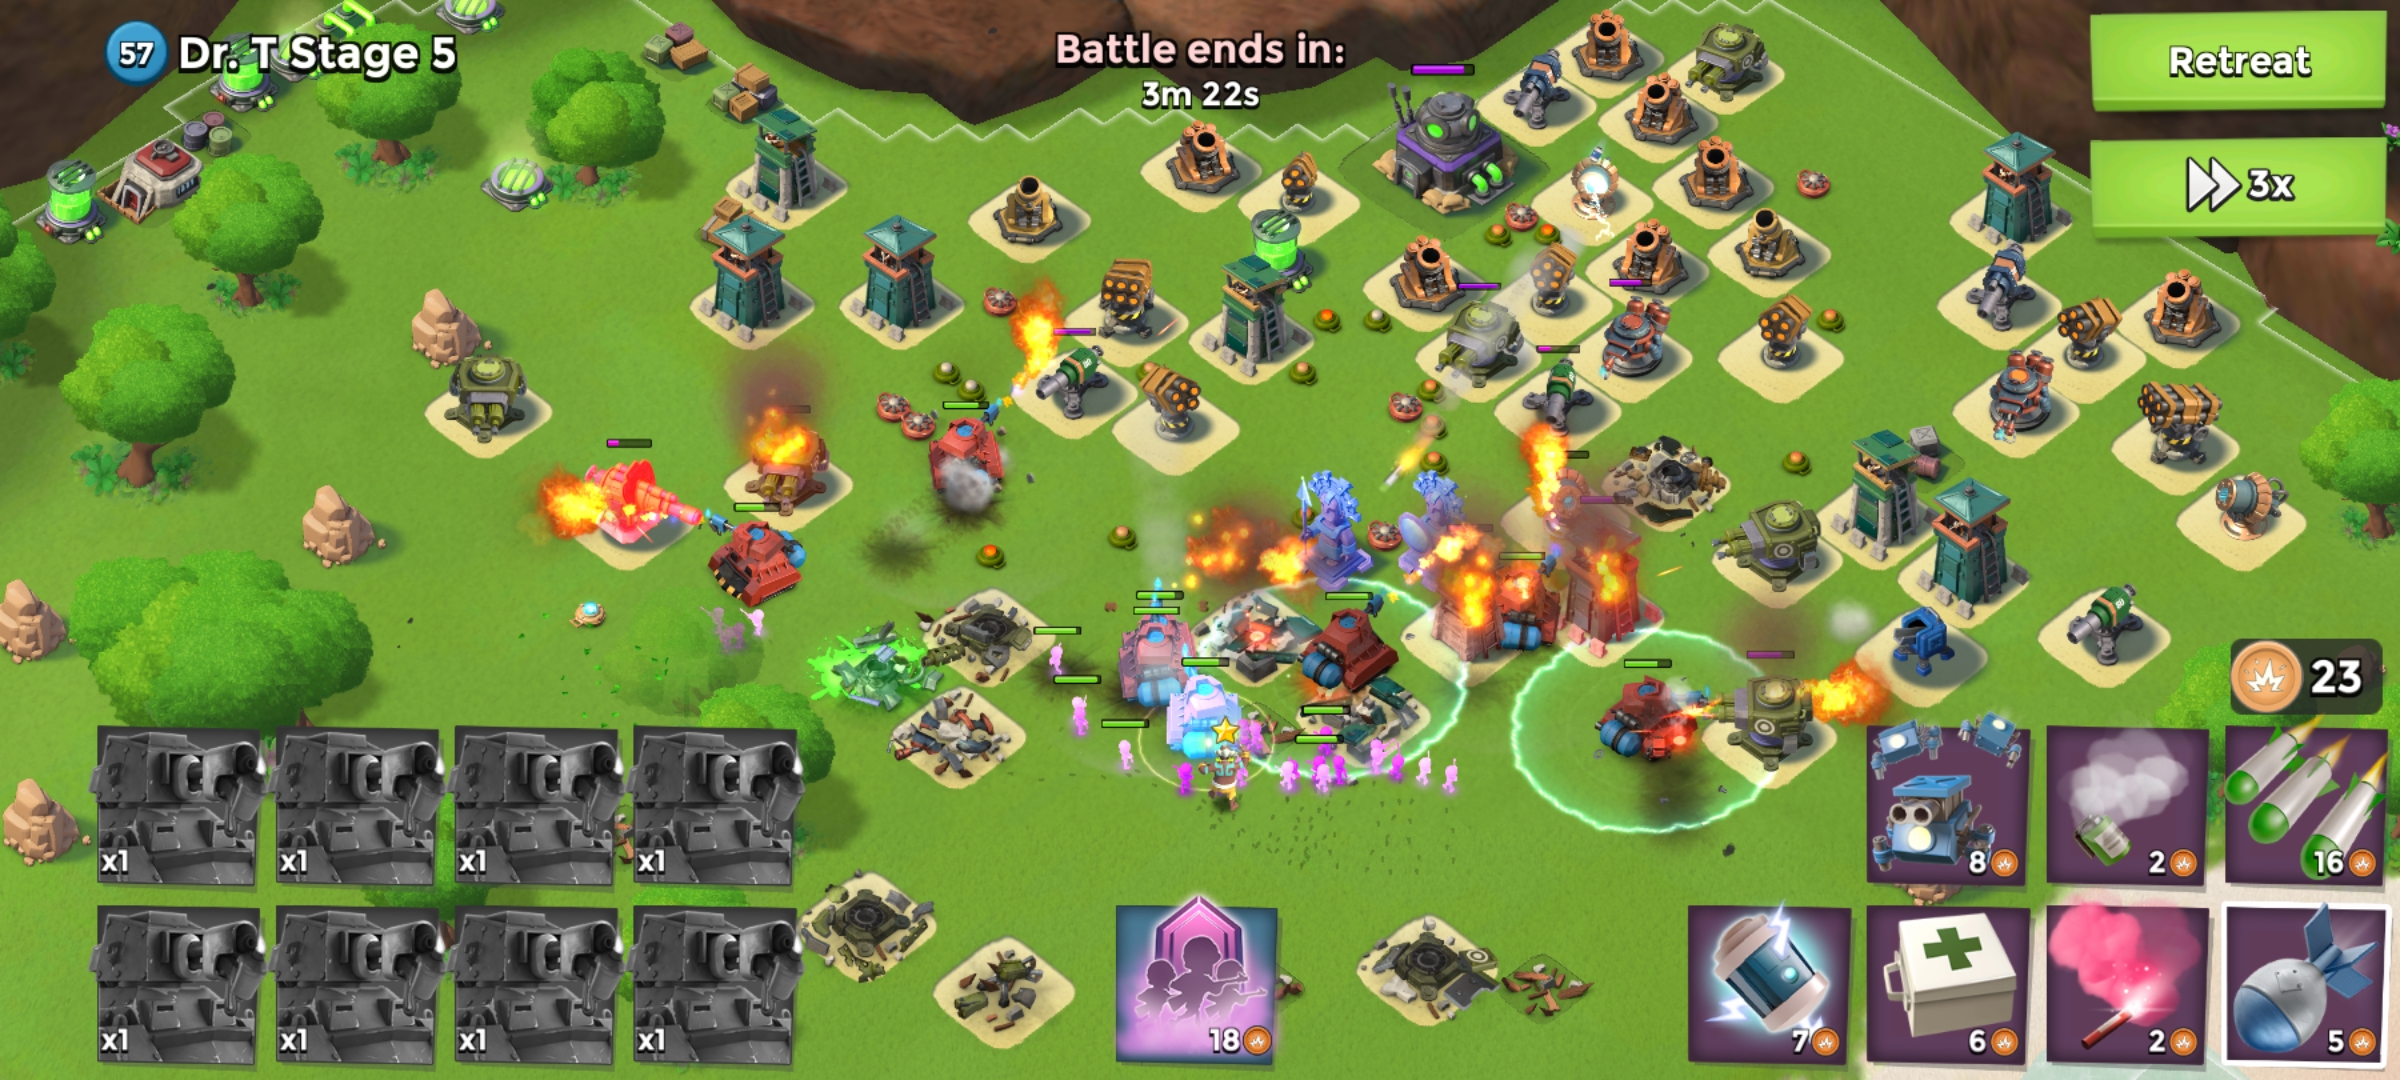 57 Dr. T Stage 5
Battle ends in:
3m 22s
Retreat
3x
23
8
2
16
x1
x1
x1
x1
x1
x1
x1
x1
18
7
6
2
5